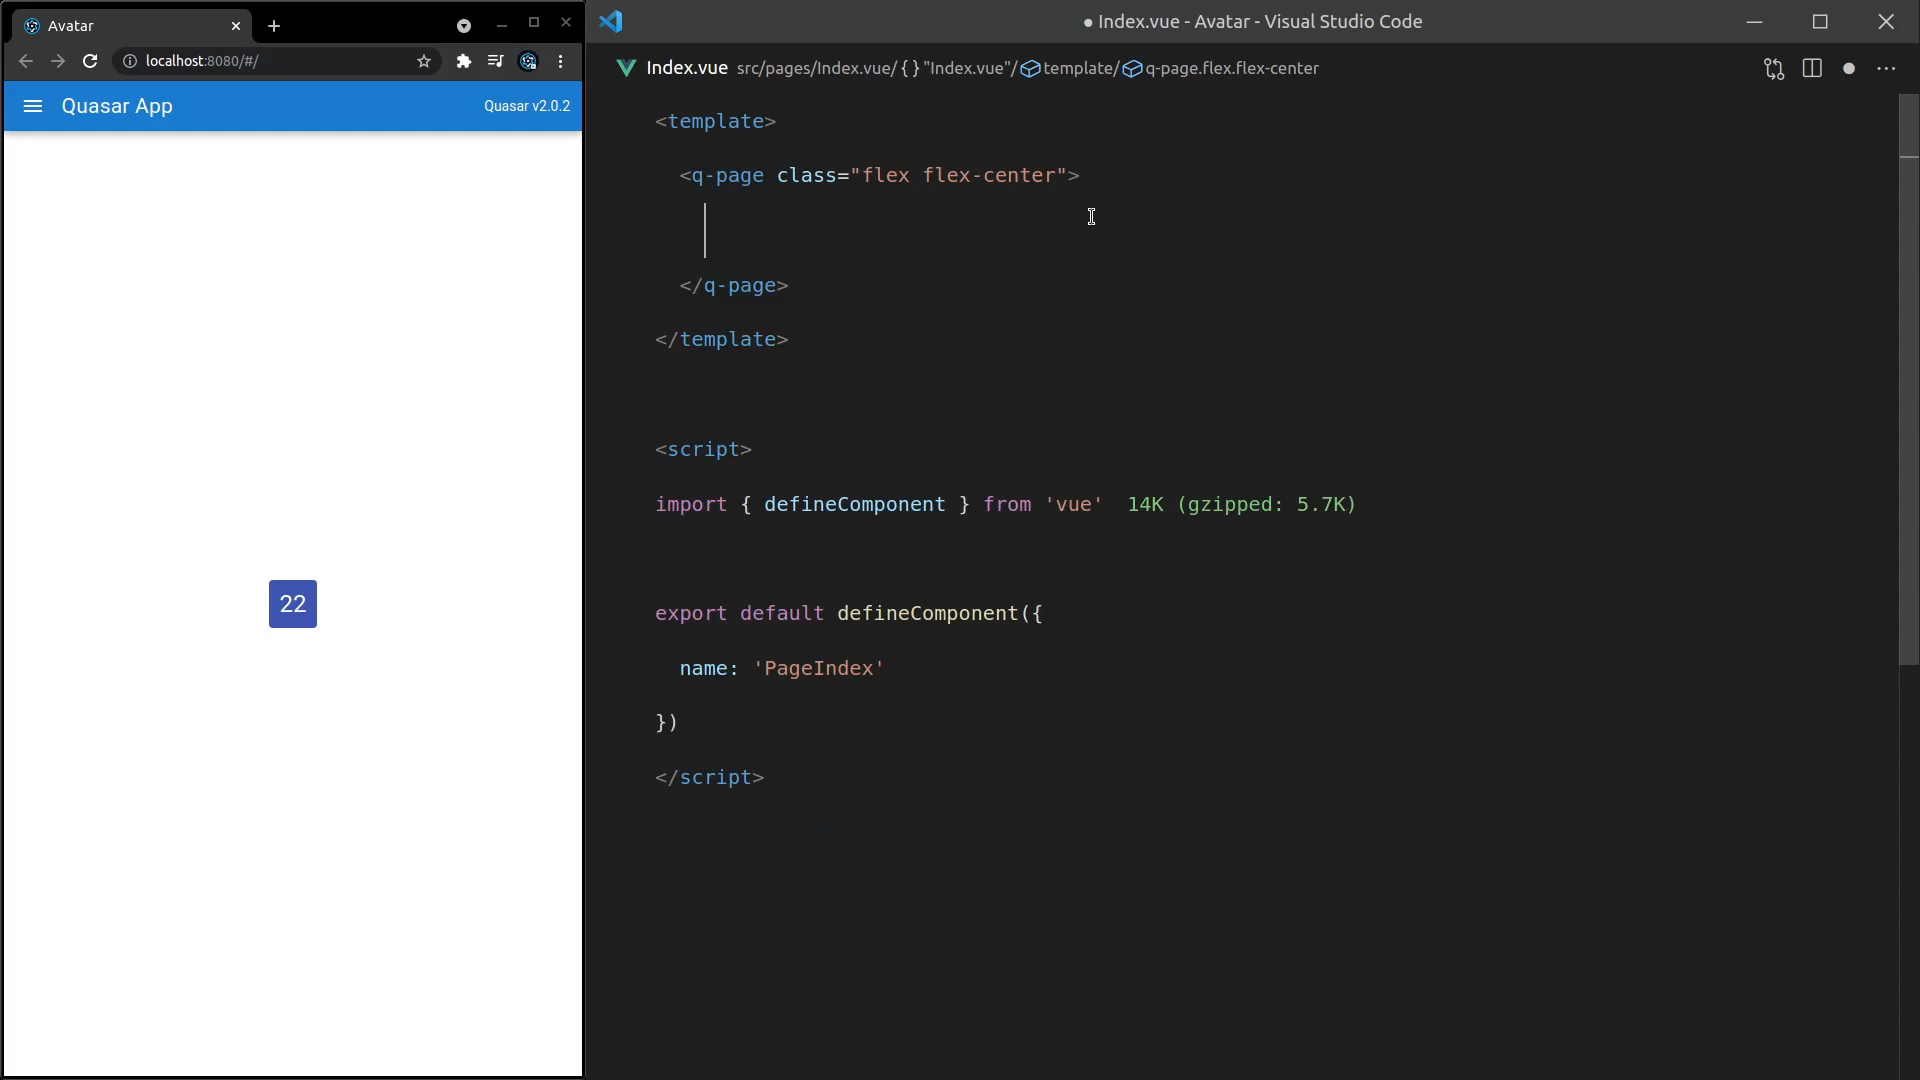 Avatar
localhost:8080/#/
Quasar App
Quasar v2.0.2
22
● Index.vue - Avatar - Visual Studio Code
Index.vue src/pages/Index.vue/{ }"Index.vue"/template/q-page.flex.flex-center
<template>
<q-page class="flex flex-center">
</q-page>
</template>
<script>
import { defineComponent } from 'vue' 14K (gzipped: 5.7K)
export default defineComponent({
name: 'PageIndex'
})
</script>